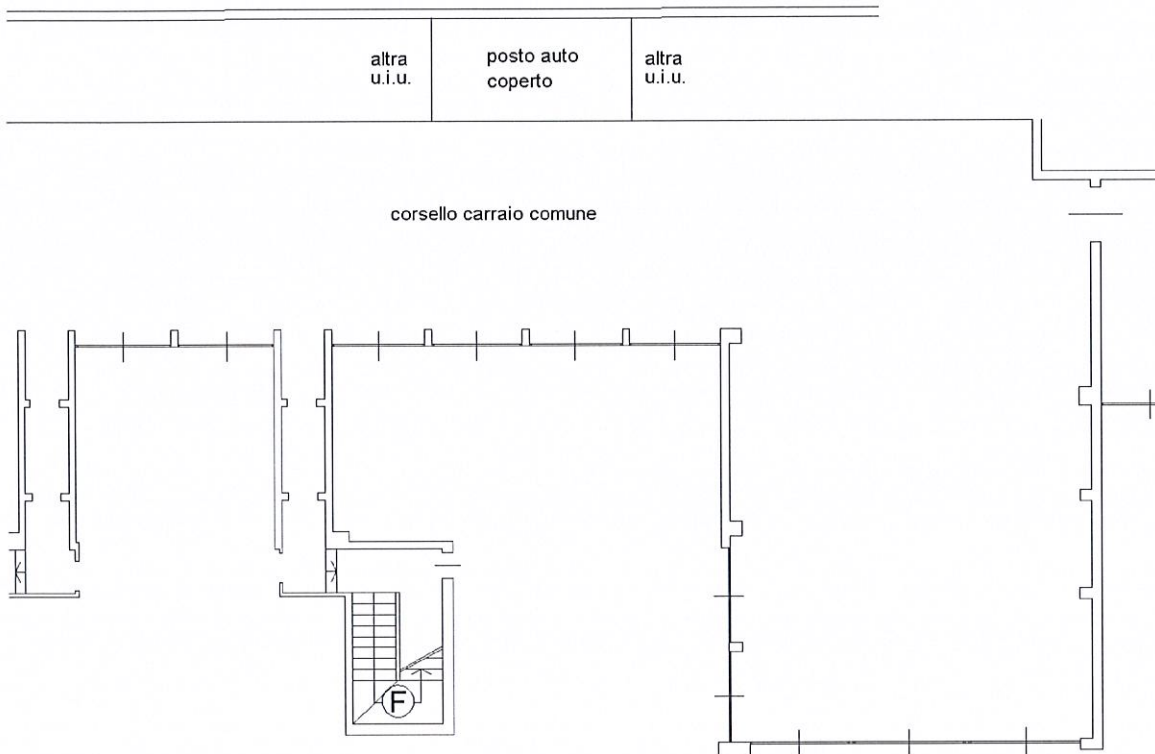 altra
u.i.u.
posto auto
coperto
altra
u.i.u.
corsello carraio comune
F